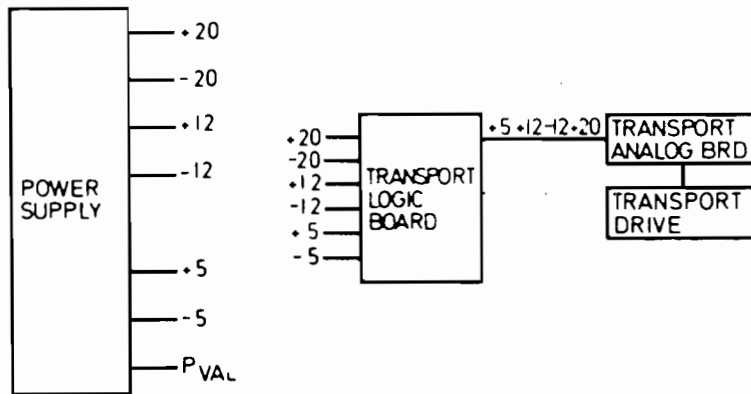 +20
-20
+12
-12
POWER
SUPPLY
+5
-5
PVAL
+20
-20
+12
-12
+5
-5
TRANSPORT
LOGIC
BOARD
+5 +12-12+20
TRANSPORT
ANALOG BRD
TRANSPORT
DRIVE